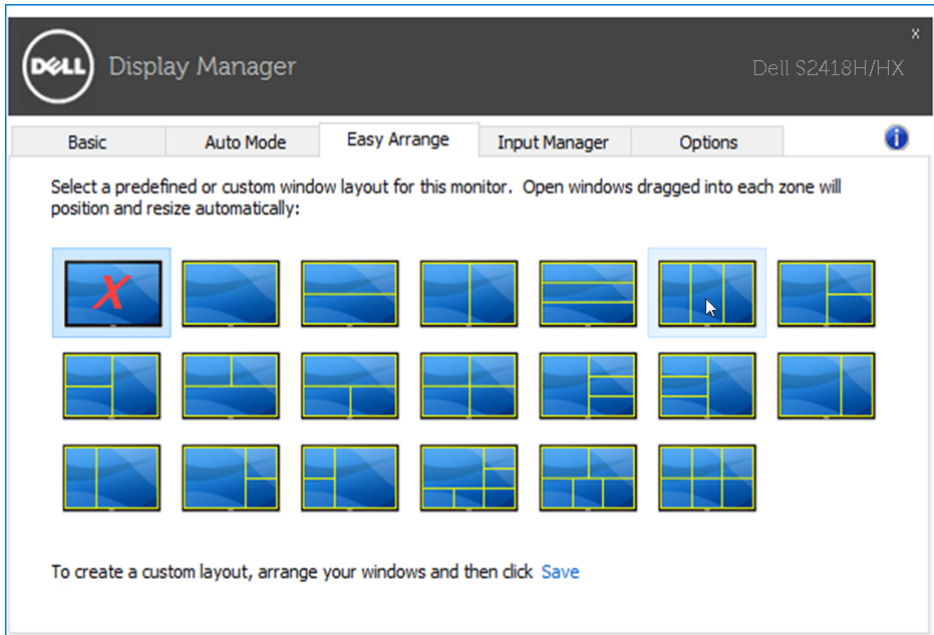 X
DELL Display Manager
Dell S2418H/HX
Basic Auto Mode Easy Arrange Input Manager Options
Select a predefined or custom window layout for this monitor. Open windows dragged into each zone will
position and resize automatically:
X
To create a custom layout, arrange your windows and then click Save